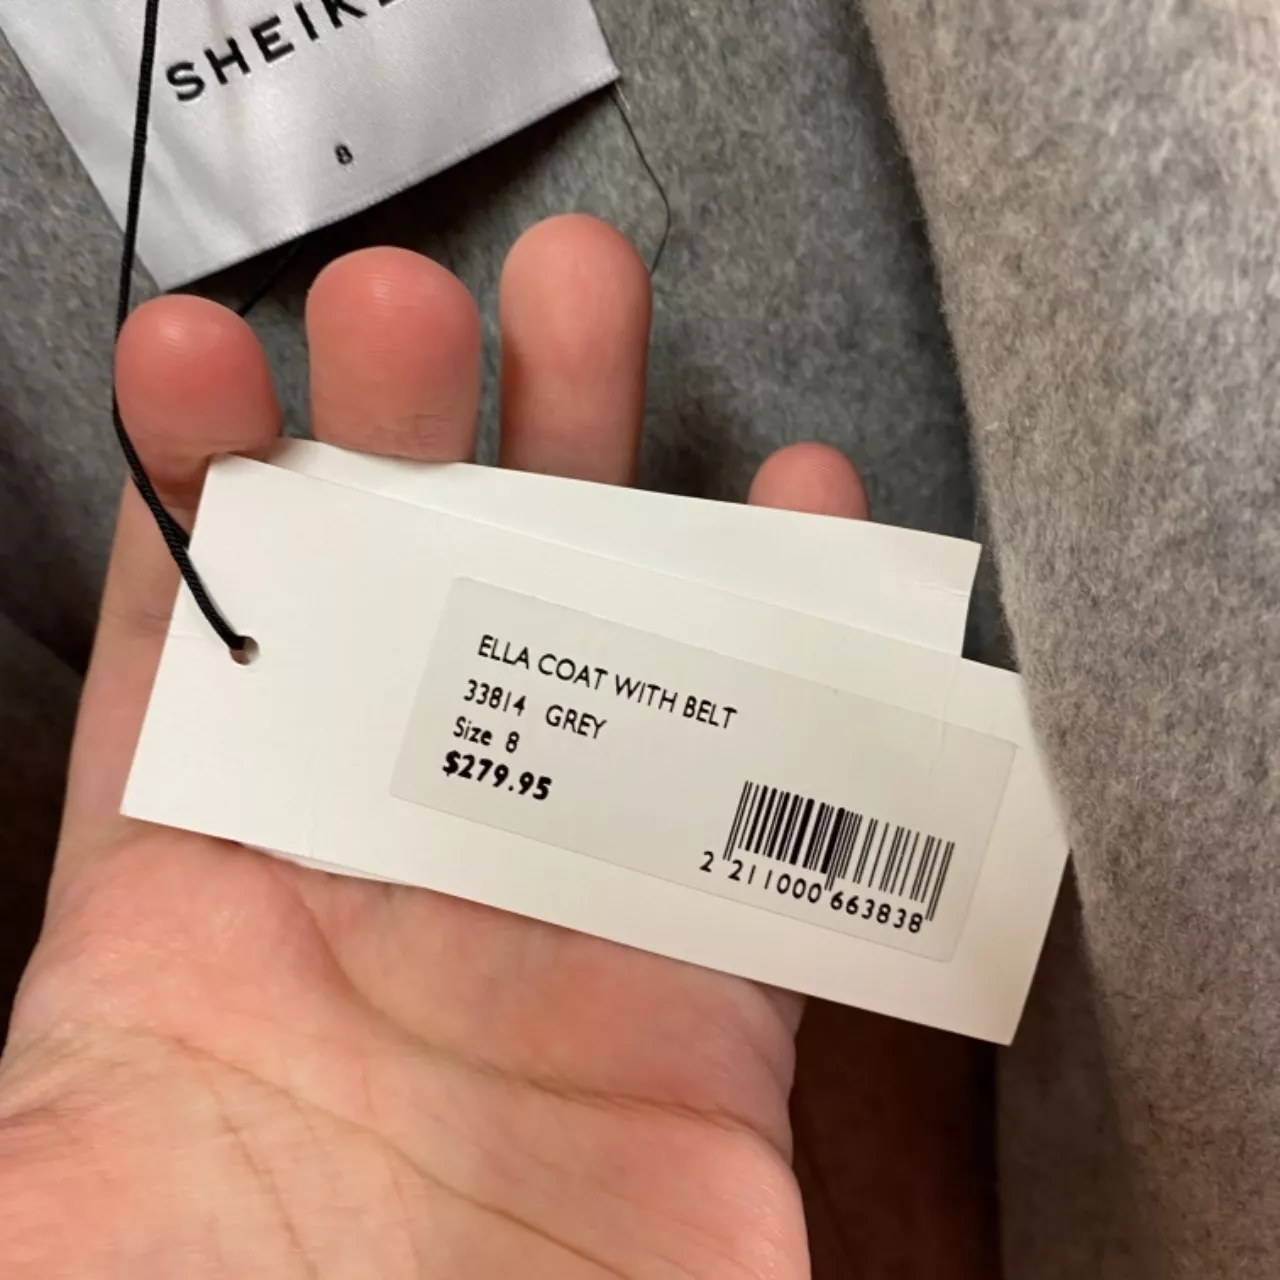 SHEIKE
8
ELLA COAT WITH BELT
33814 GREY
Size 8
$279.95
2 211000 663838